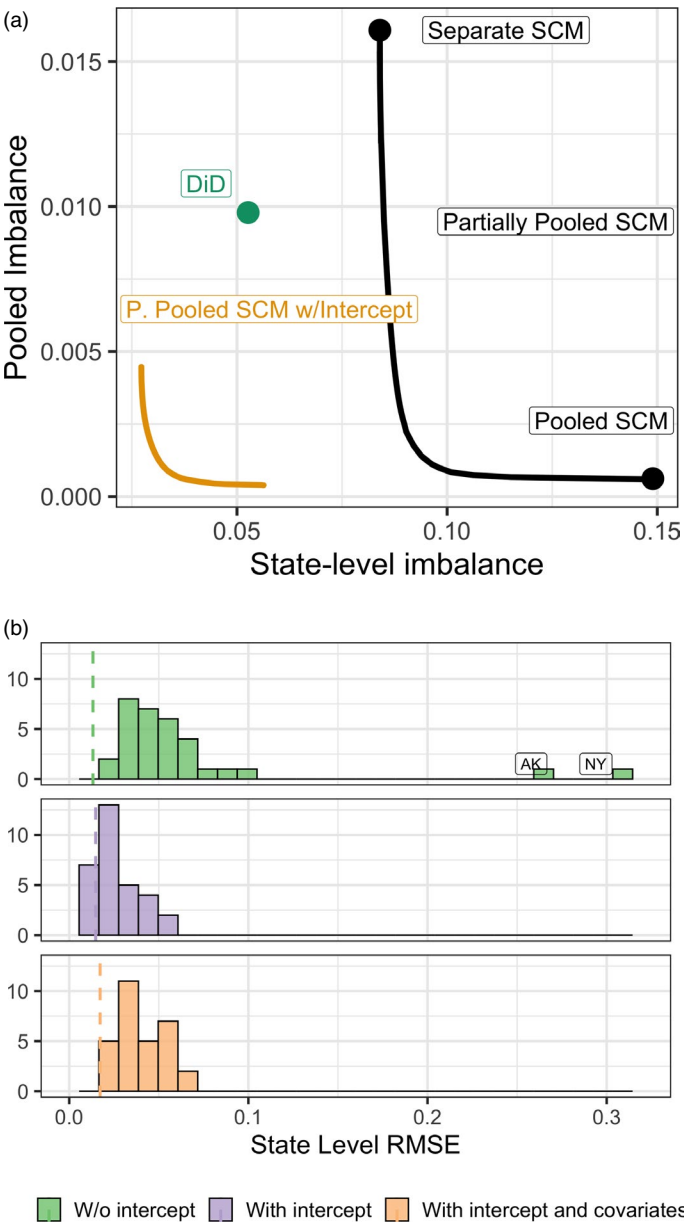 (a)
Separate SCM
0.015
DiD
0.010
Partially Pooled SCM
P. Pooled SCM w/Intercept
0.005
Pooled SCM
0.000
Pooled Imbalance
0.05 0.10 0.15
State-level imbalance
(b)
10
5
AK NY
0
10
5
0
10
5
0
0.0 0.1 0.2 0.3
State Level RMSE
W/o intercept With intercept With intercept and covariates